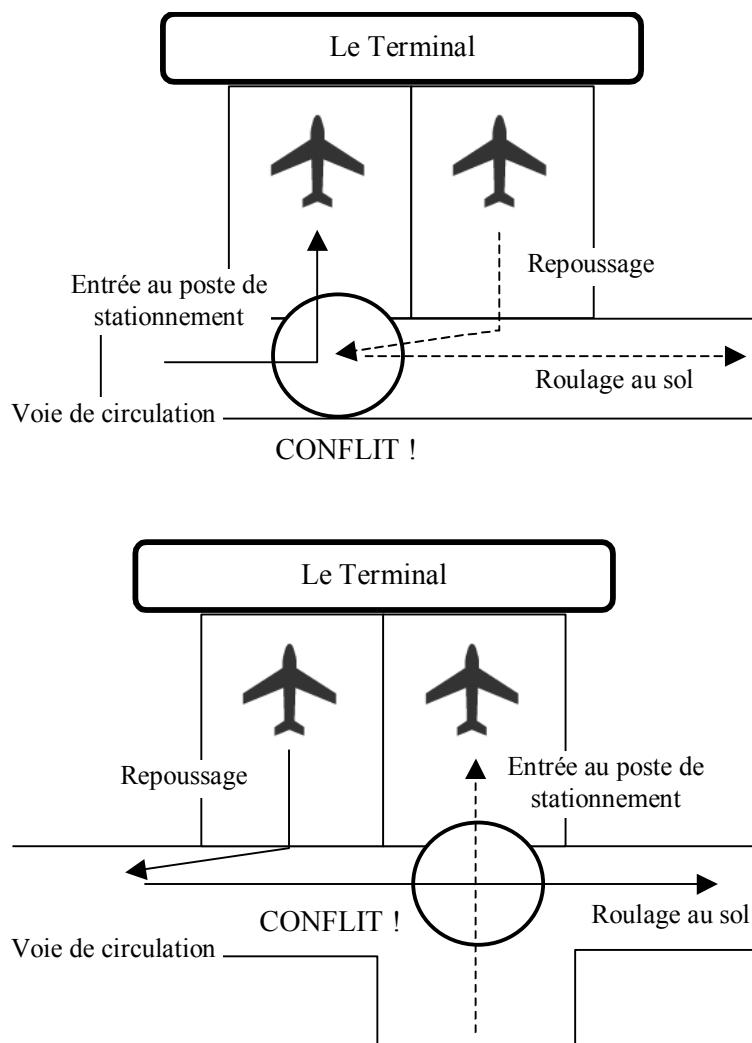 Le Terminal
Repoussage
Entrée au poste de
stationnement
Roulage au sol
Voie de circulation
CONFLIT !
Le Terminal
Repoussage
Entrée au poste de
stationnement
Roulage au sol
CONFLIT !
Voie de circulation